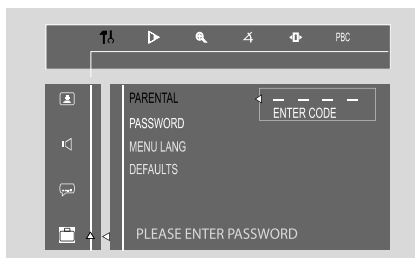 PBC
PARENTAL
— — — —
ENTER CODE
PASSWORD
MENU LANG
DEFAULTS
PLEASE ENTER PASSWORD